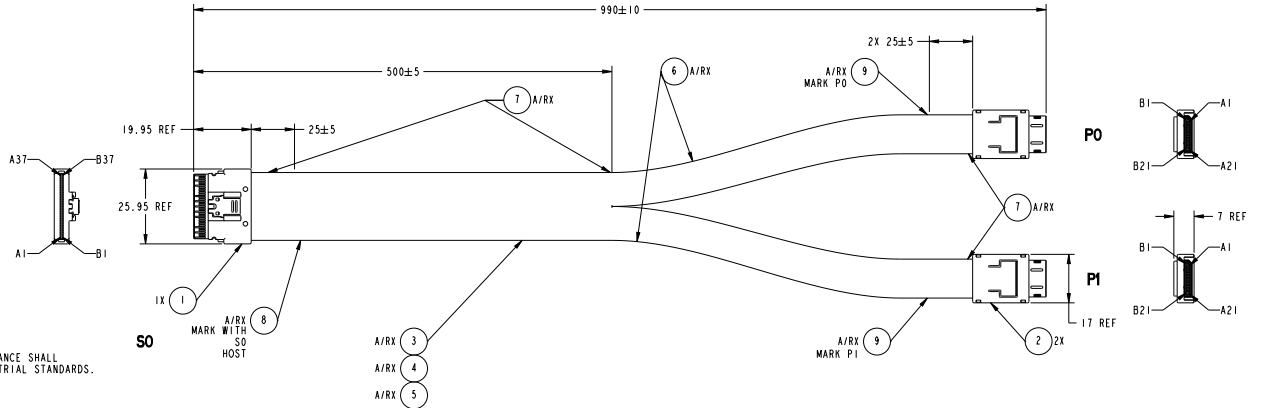 990±10
2X 25±5
500±5
6 A/RX
A/RX 9
MARK P0
7 A/RX
19.95 REF
25±5
B1 A1
P0
A37 B37
B21 A21
25.95 REF
7 A/RX
7 REF
A1 B1
B1 A1
P1
1X 1
A/RX 8
MARK WITH
S0
HOST
B21 A21
17 REF
S0
A/RX 3
A/RX 9
MARK P1
2 2X
ANCE SHALL
TRIAL STANDARDS.
A/RX 4
A/RX 5